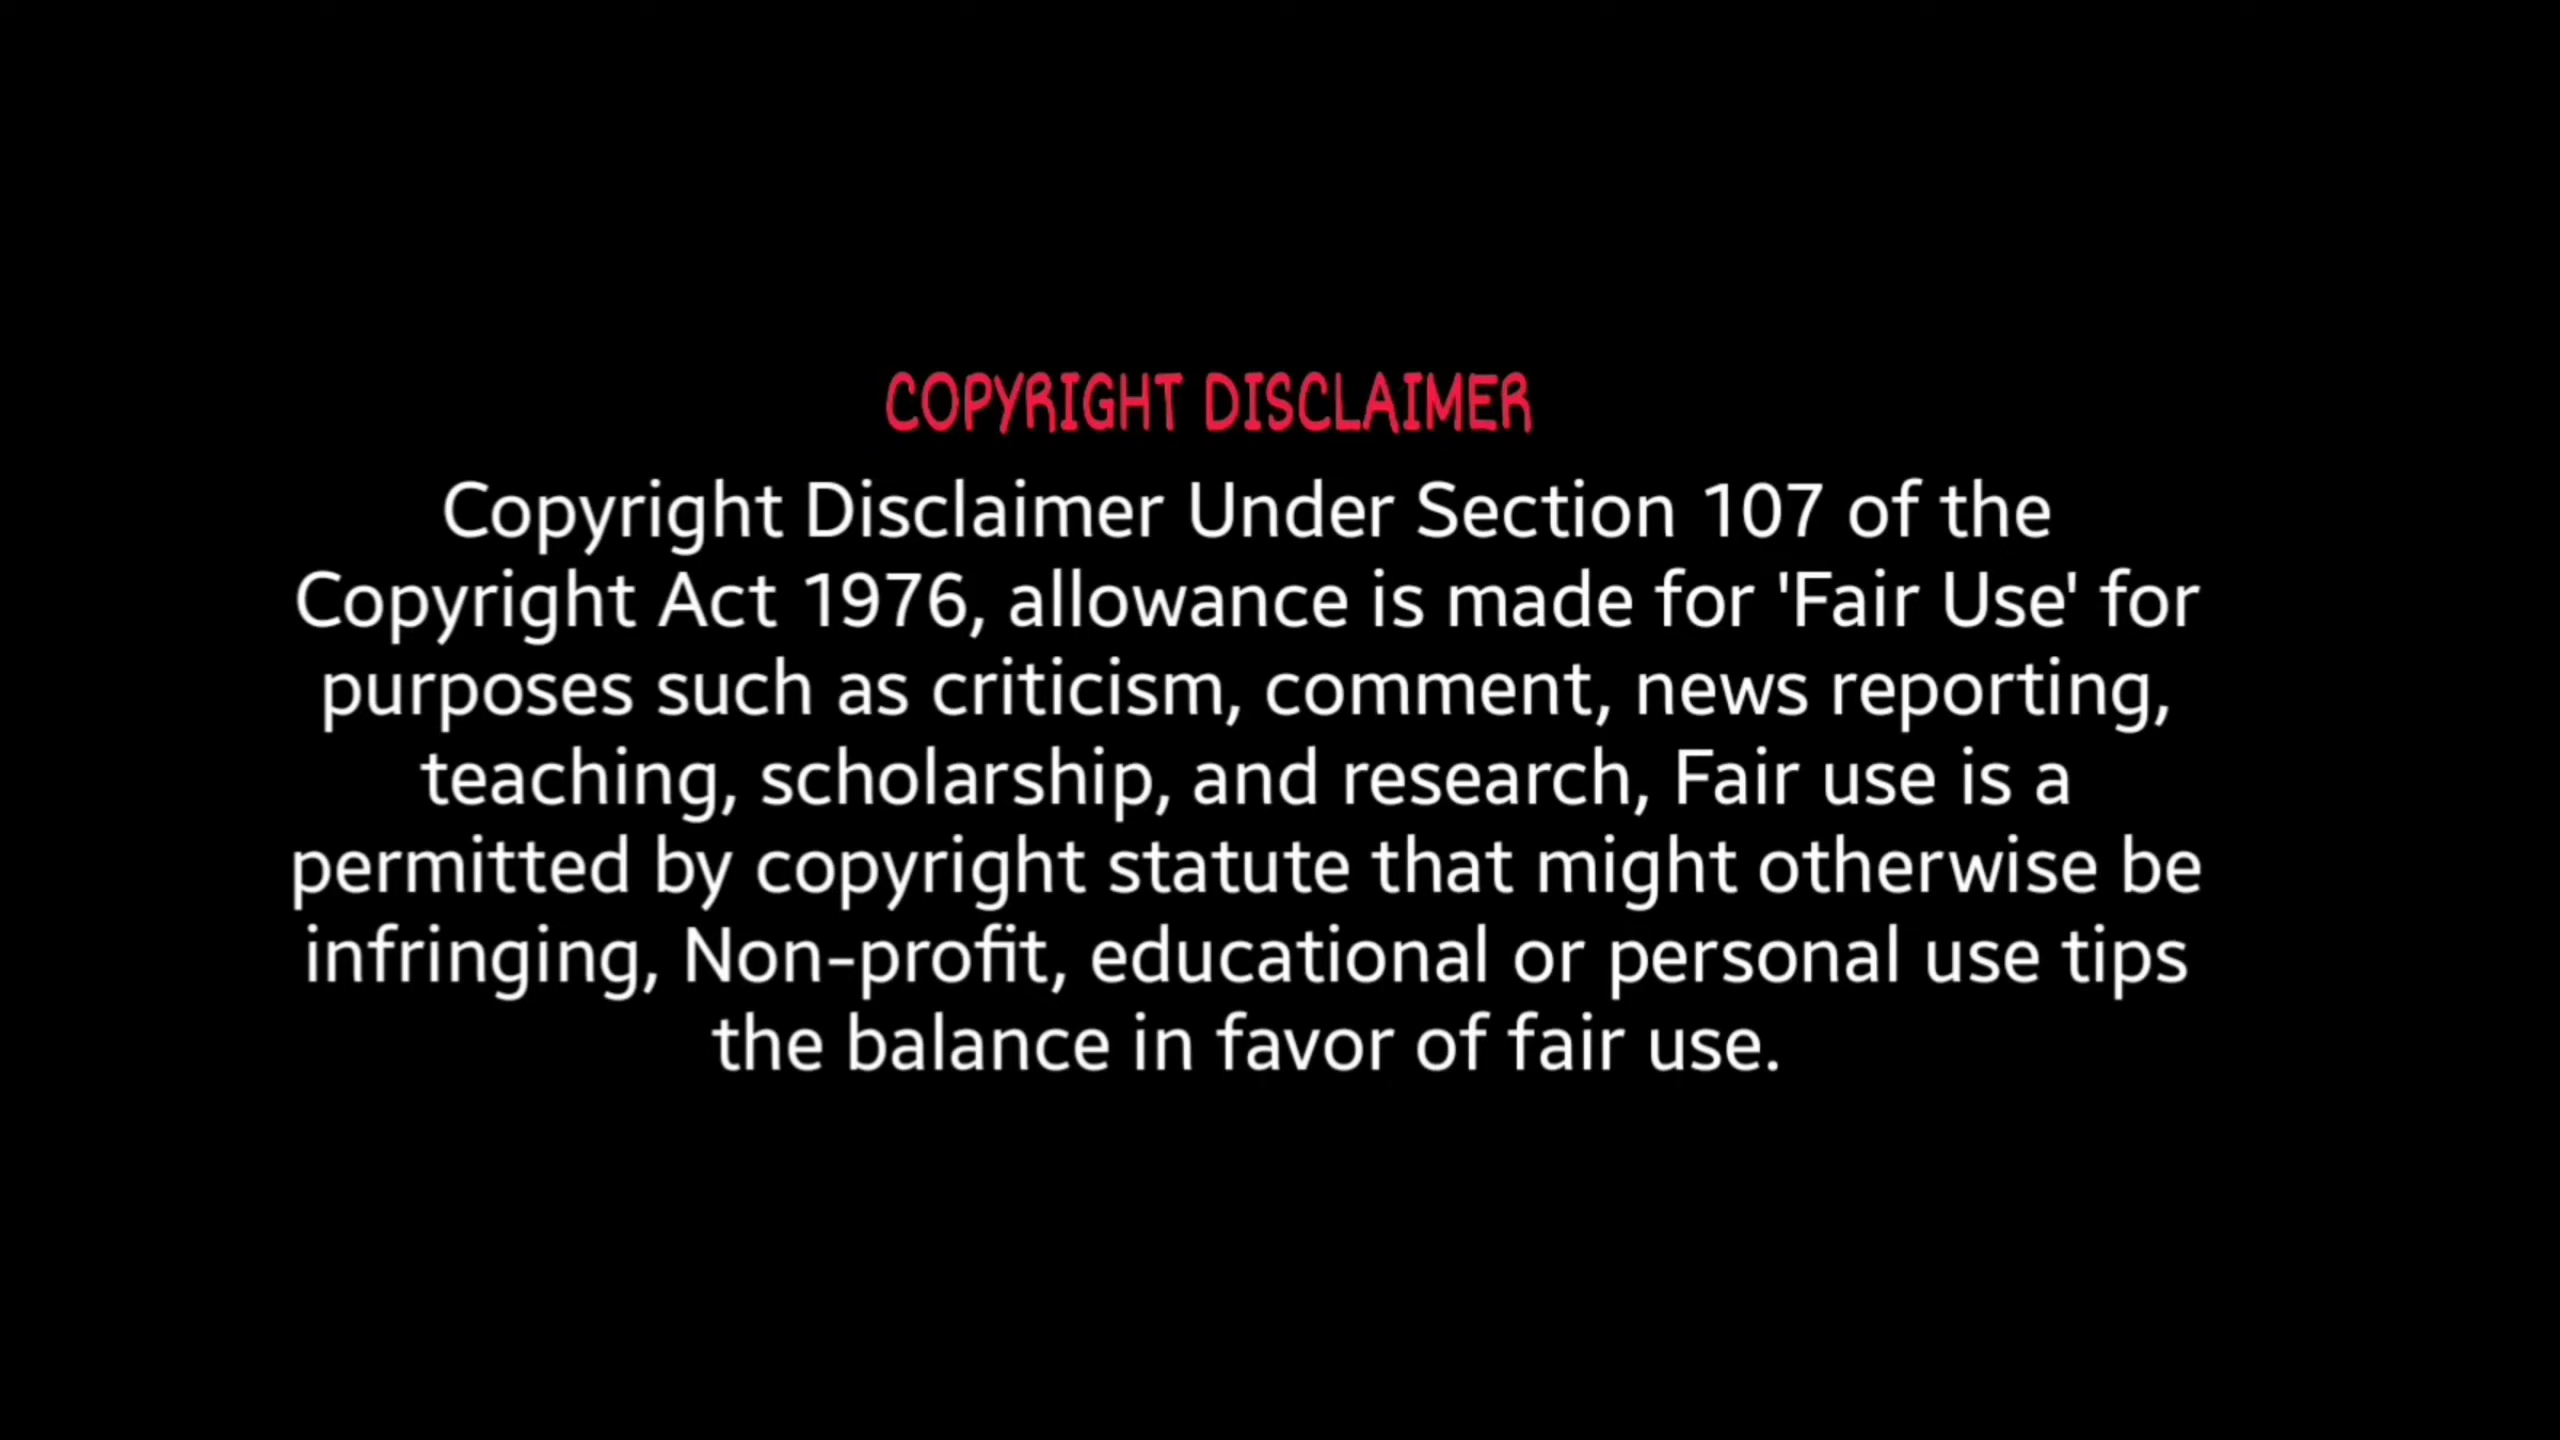 COPYRIGHT DISCLAIMER
Copyright Disclaimer Under Section 107 of the
Copyright Act 1976, allowance is made for 'Fair Use' for
purposes such as criticism, comment, news reporting,
teaching, scholarship, and research, Fair use is a
permitted by copyright statute that might otherwise be
infringing, Non-profit, educational or personal use tips
the balance in favor of fair use.